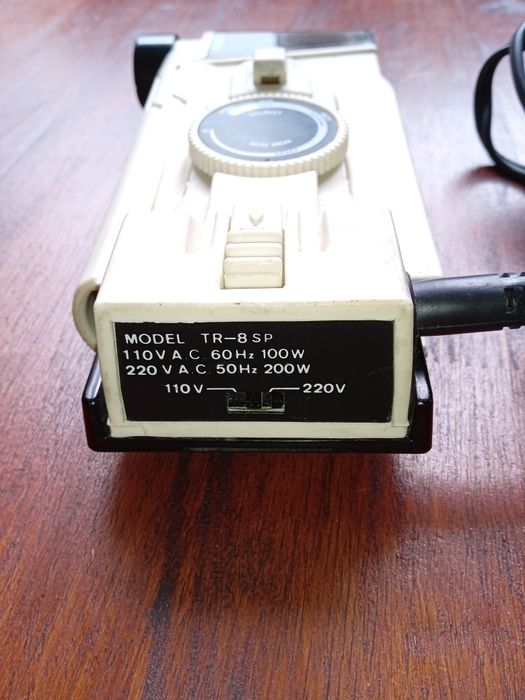 MODEL TR-8SP
110V A.C. 60Hz 100W
220V A.C. 50Hz 200W
110V 220V